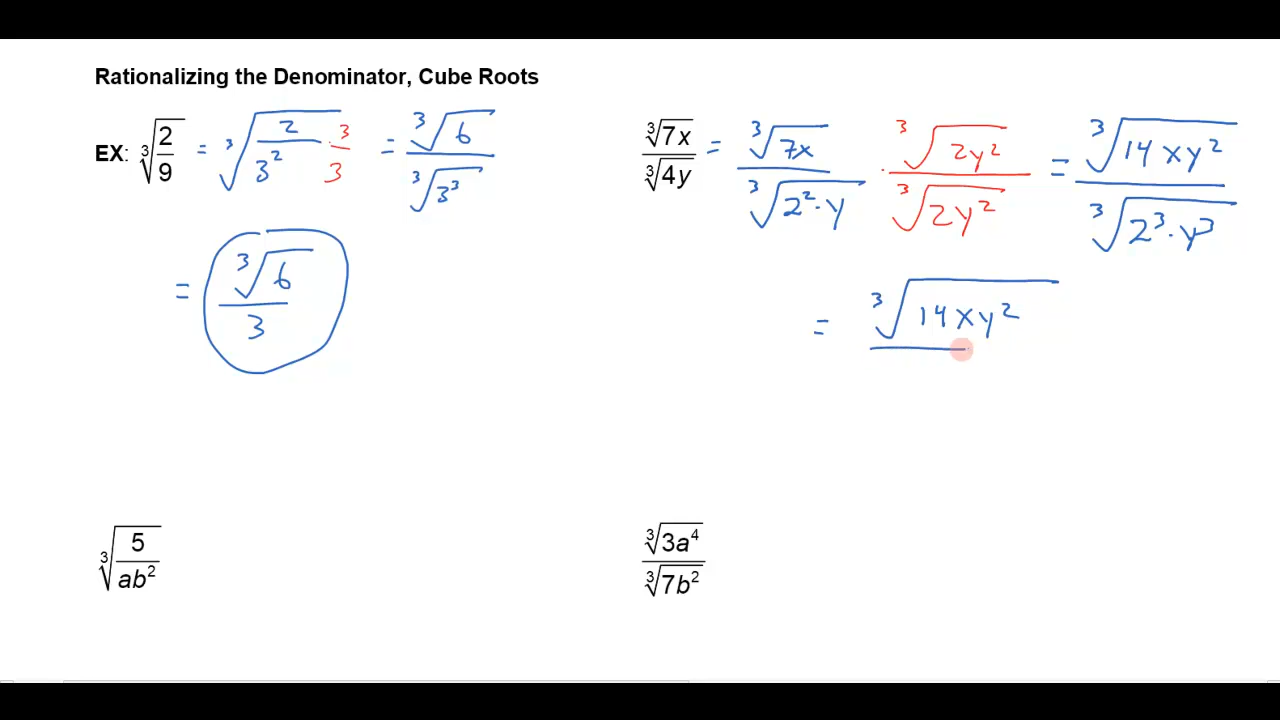 Rationalizing the Denominator, Cube Roots
EX: ∛(2/9) = ∛(2/3² · 3/3) = ∛6/∛3³
= ∛6/3
∛7x/∛4y = ∛7x/∛2²·y · ∛2y²/∛2y² = ∛14xy²/∛2³·y³
= ∛14xy²
∛(5/ab²)
∛3a⁴/∛7b²